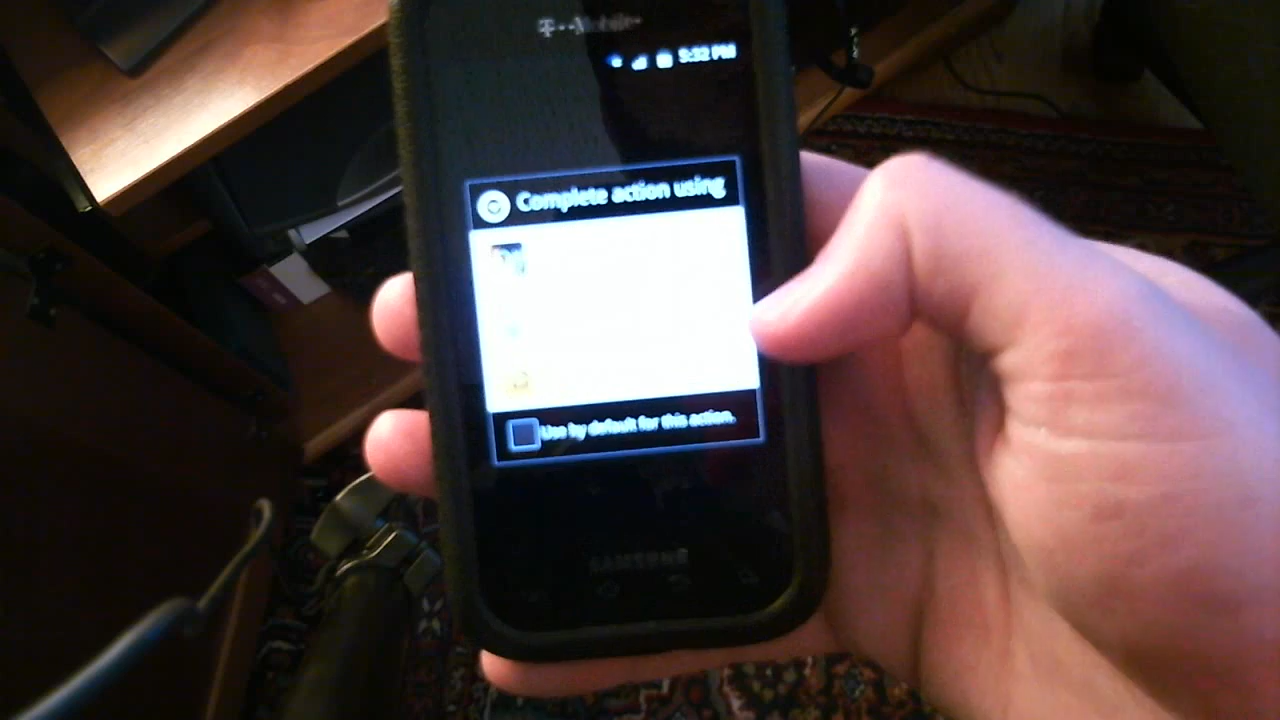 T··Mobile·
5:32 PM
Complete action using
Use by default for this action.
SAMSUNG